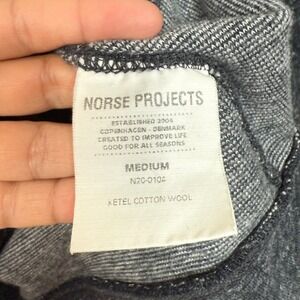 NORSE PROJECTS
ESTABLISHED 2004
COPENHAGEN - DENMARK
CREATED TO IMPROVE LIFE
GOOD FOR ALL SEASONS
MEDIUM
N20-0104
KETEL COTTON WOOL